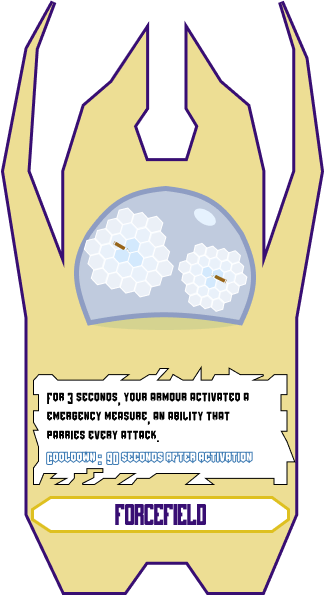 For 3 seconds, your armour activated a
emergency measure, an ability that
parries every attack.
Cooldown : 90 seconds after activation
FORCEFIELD